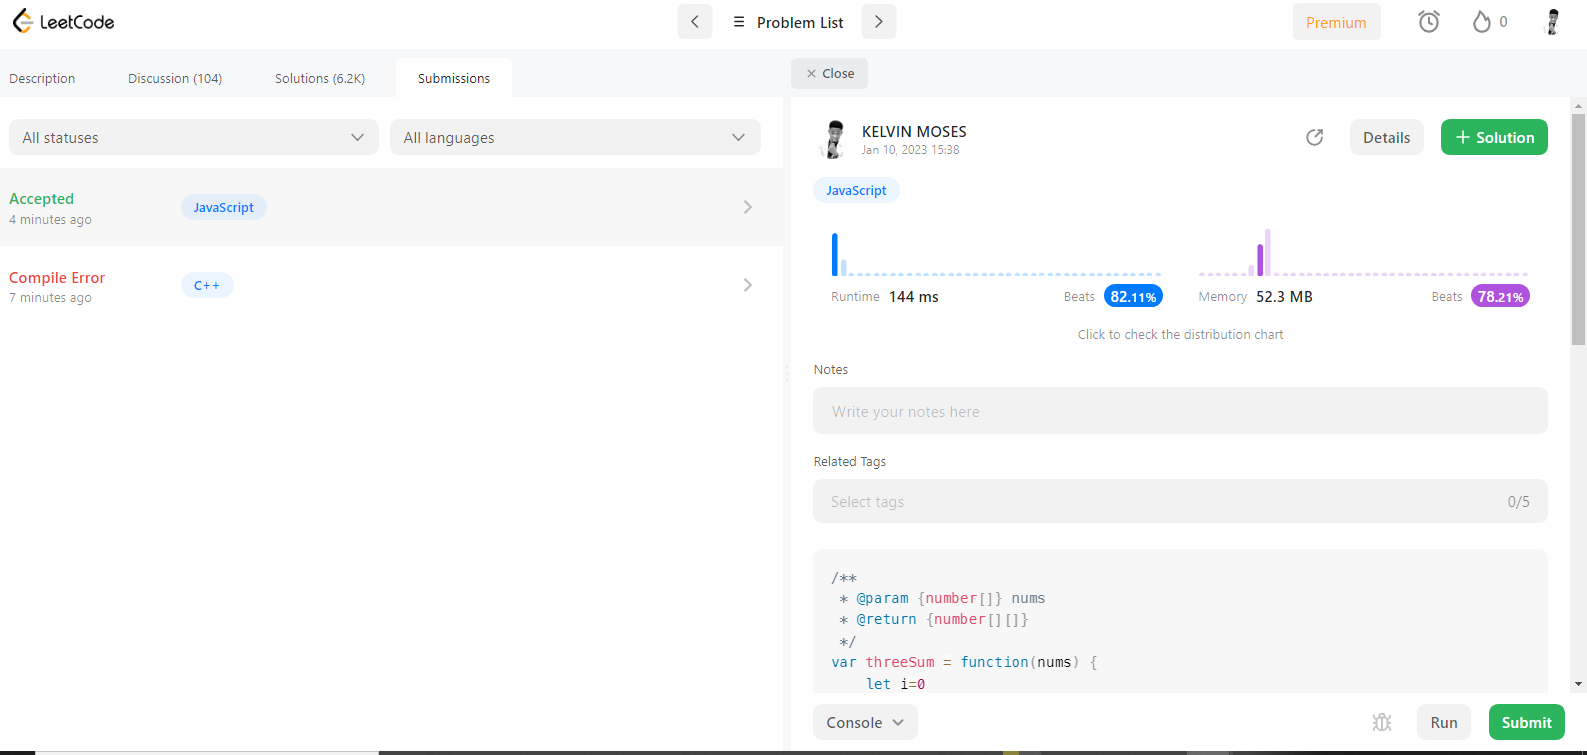 LeetCode
Problem List
Premium
0
Description
Discussion (104)
Solutions (6.2K)
Submissions
All statuses
All languages
Accepted
4 minutes ago
JavaScript
Compile Error
7 minutes ago
C++
Close
KELVIN MOSES
Jan 10, 2023 15:38
Details
+ Solution
JavaScript
Runtime 144 ms
Beats 82.11%
Memory 52.3 MB
Beats 78.21%
Click to check the distribution chart
Notes
Write your notes here
Related Tags
Select tags
0/5
/**
 * @param {number[]} nums
 * @return {number[][]}
 */
var threeSum = function(nums) {
    let i=0
Console
Run
Submit